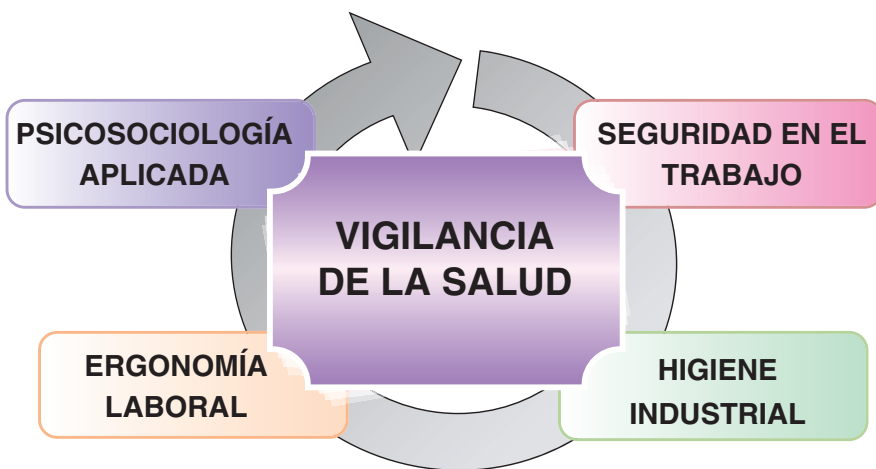 PSICOSOCIOLOGÍA
APLICADA
SEGURIDAD EN EL
TRABAJO
VIGILANCIA
DE LA SALUD
ERGONOMÍA
LABORAL
HIGIENE
INDUSTRIAL